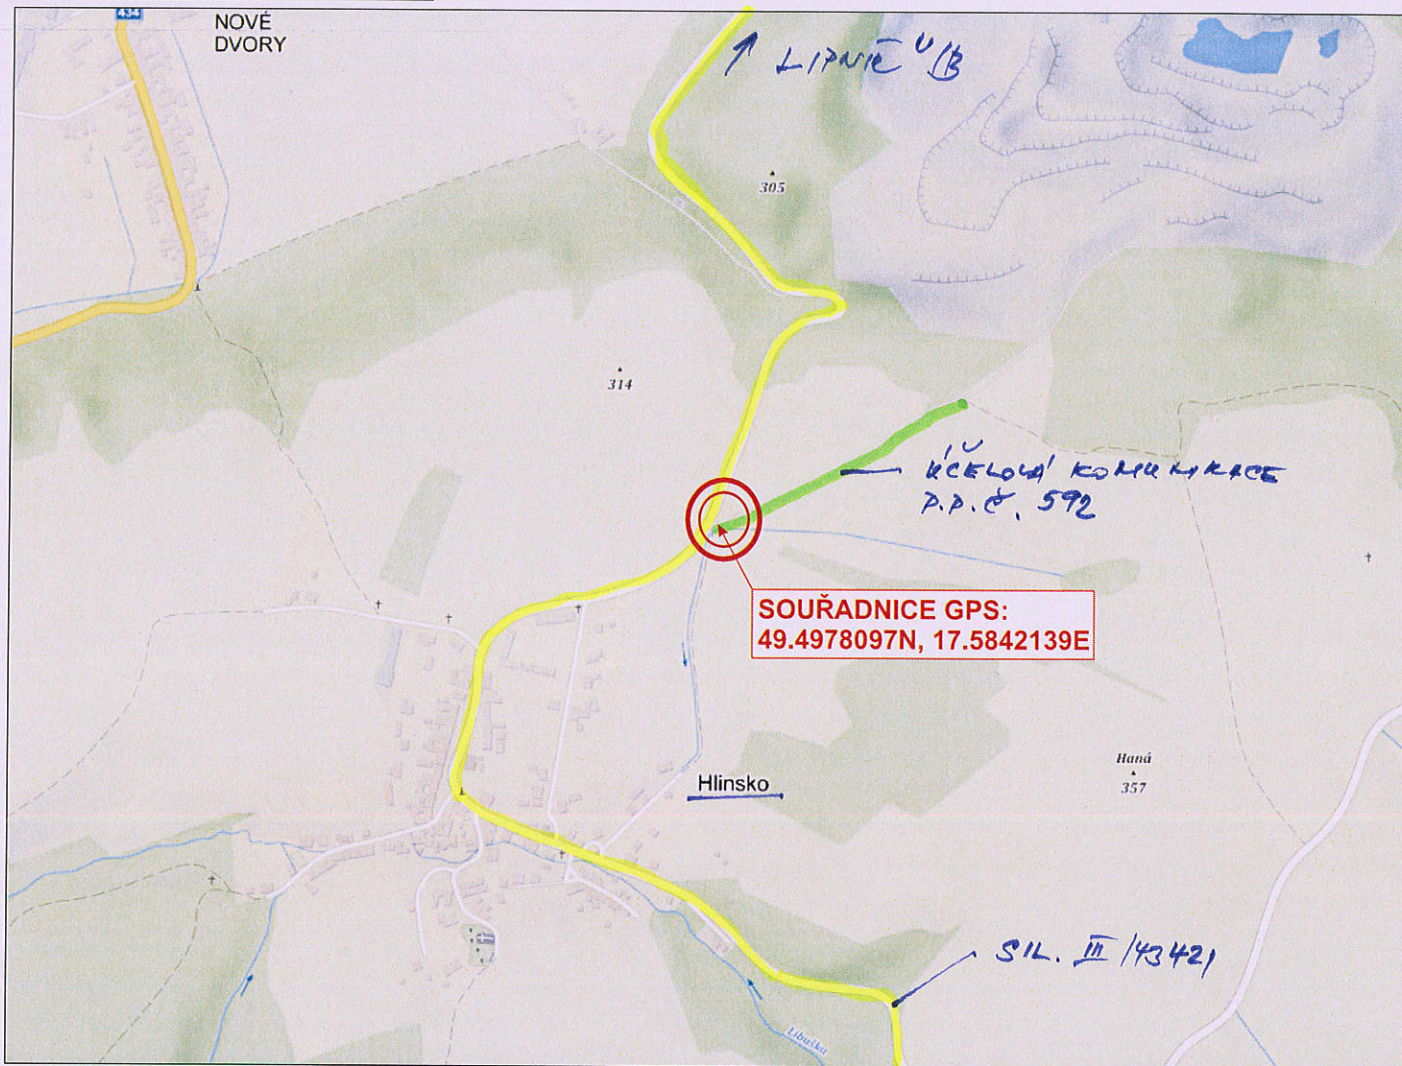 434
NOVÉ
DVORY
↑ LIPNÍK U/B
305
314
ÚČELOVÁ KOMUNIKACE
P.P.Č. 592
SOUŘADNICE GPS:
49.4978097N, 17.5842139E
Haná
357
Hlinsko
SIL. III/43421
Libuška